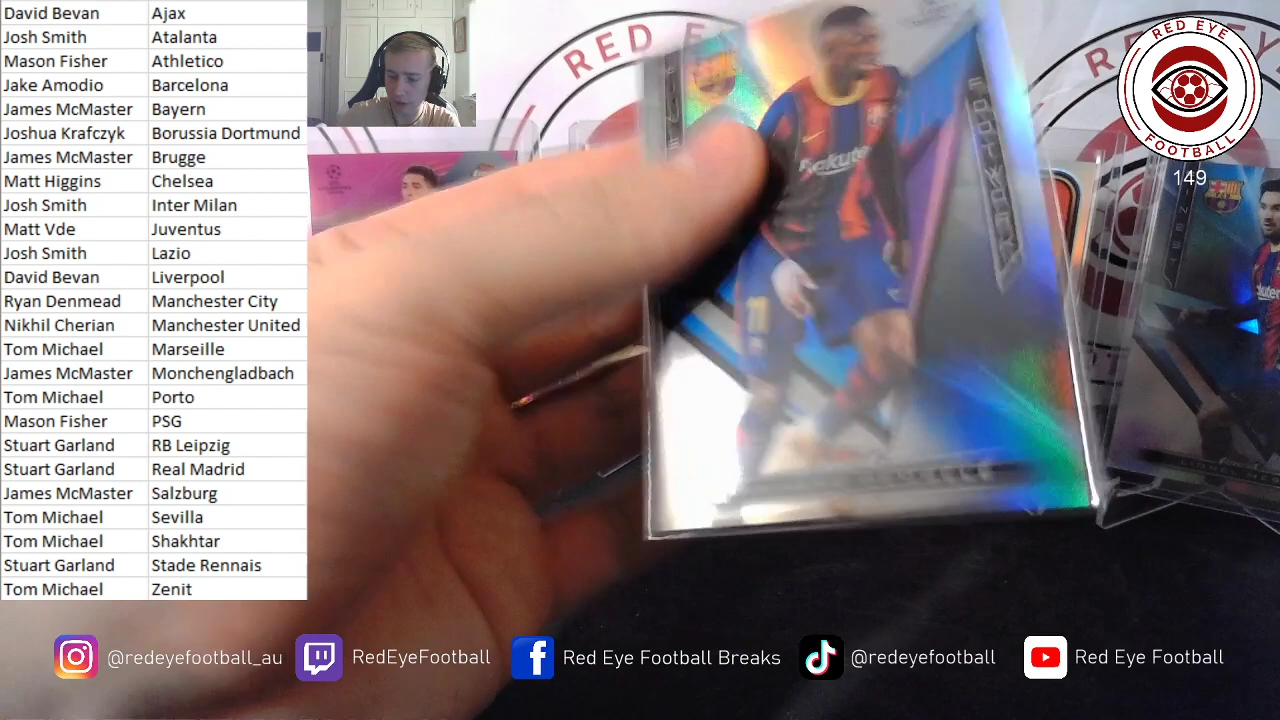 David Bevan Ajax
Josh Smith Atalanta
Mason Fisher Athletico
Jake Amodio Barcelona
James McMaster Bayern
Joshua Krafczyk Borussia Dortmund
James McMaster Brugge
Matt Higgins Chelsea
Josh Smith Inter Milan
Matt Vde Juventus
Josh Smith Lazio
David Bevan Liverpool
Ryan Denmead Manchester City
Nikhil Cherian Manchester United
Tom Michael Marseille
James McMaster Monchengladbach
Tom Michael Porto
Mason Fisher PSG
Stuart Garland RB Leipzig
Stuart Garland Real Madrid
James McMaster Salzburg
Tom Michael Sevilla
Tom Michael Shakhtar
Stuart Garland Stade Rennais
Tom Michael Zenit
RED E
FOOTWORK
Rakuten
11
RED EYE
FOOTBALL
149
R
@redeyefootball_au
RedEyeFootball
Red Eye Football Breaks
@redeyefootball
Red Eye Football